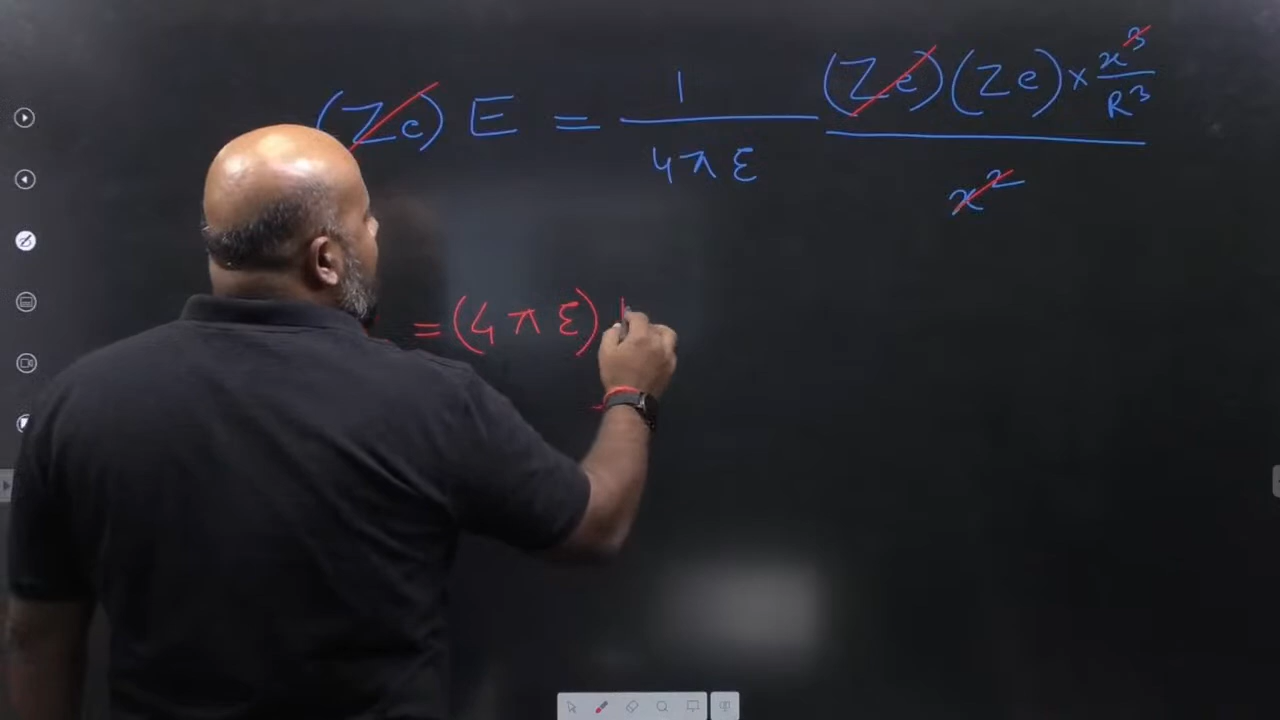 (Ze) E = 1 / 4πε (Ze)(Ze) × x³/R³ / x²
= (4πε)